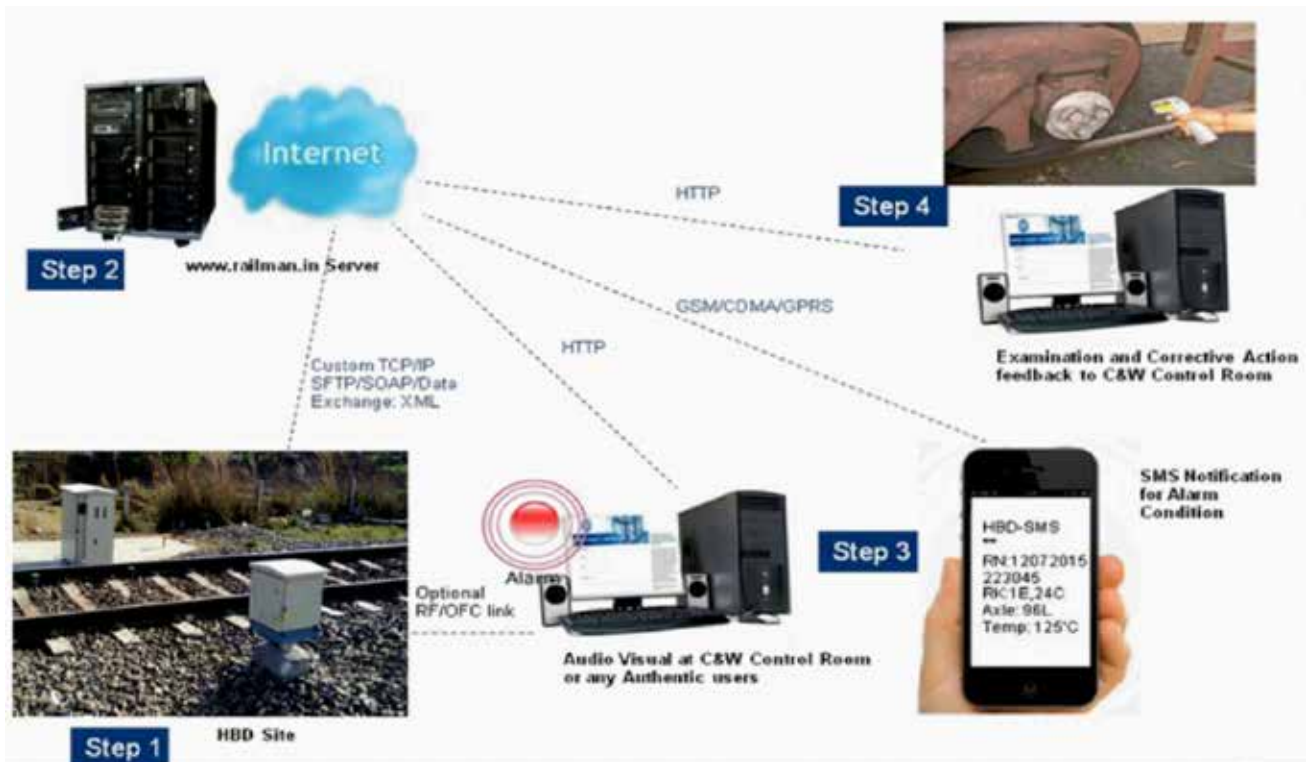 Internet
Step 2
www.railman.in Server
HTTP
Step 4
GSM/CDMA/GPRS
HTTP
Examination and Corrective Action
feedback to C&W Control Room
Custom TCP/IP
SFTP/SOAP/Data
Exchange: XML
SMS Notification
for Alarm
Condition
HBD-SMS
**
RN:12072015
223045
RK:1E,24C
Axle: 96L
Temp: 125°C
Step 3
Alarm
Optional
RF/OFC link
Audio Visual at C&W Control Room
or any Authentic users
HBD Site
Step 1